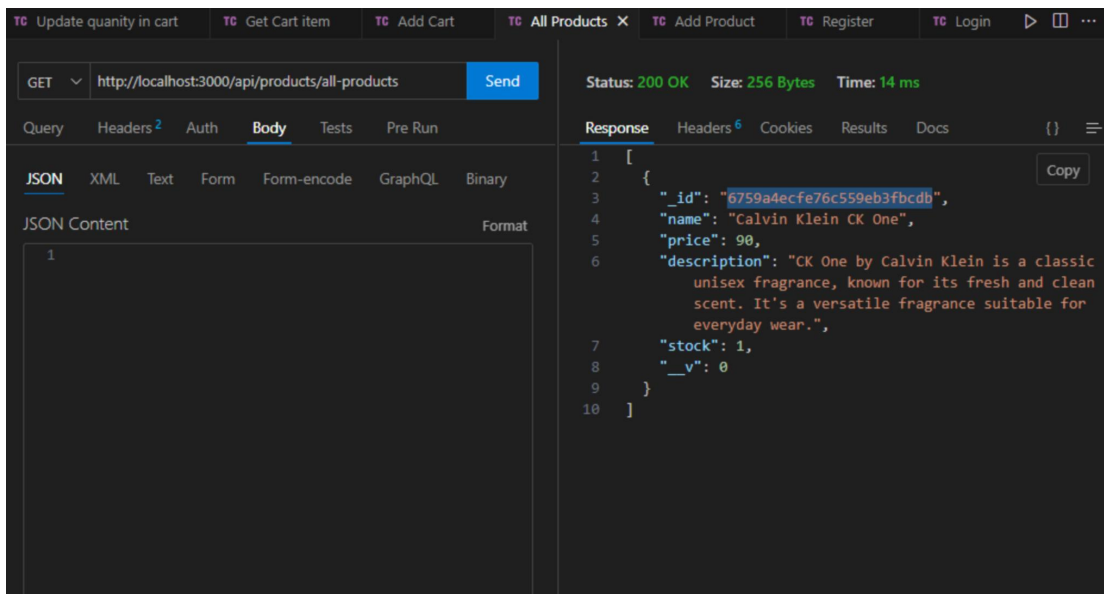 TC Update quanity in cart TC Get Cart item TC Add Cart TC All Products X TC Add Product TC Register TC Login
GET http://localhost:3000/api/products/all-products Send
Query Headers 2 Auth Body Tests Pre Run
JSON XML Text Form Form-encode GraphQL Binary
JSON Content Format
1
Status: 200 OK Size: 256 Bytes Time: 14 ms
Response Headers 6 Cookies Results Docs {}
Copy
1 [
2 {
3 "_id": "6759a4ecfe76c559eb3fbcdb",
4 "name": "Calvin Klein CK One",
5 "price": 90,
6 "description": "CK One by Calvin Klein is a classic
unisex fragrance, known for its fresh and clean
scent. It's a versatile fragrance suitable for
everyday wear.",
7 "stock": 1,
8 "__v": 0
9 }
10 ]